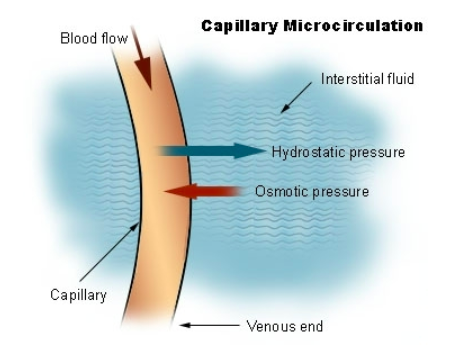 Capillary Microcirculation
Blood flow
Interstitial fluid
Hydrostatic pressure
Osmotic pressure
Capillary
Venous end